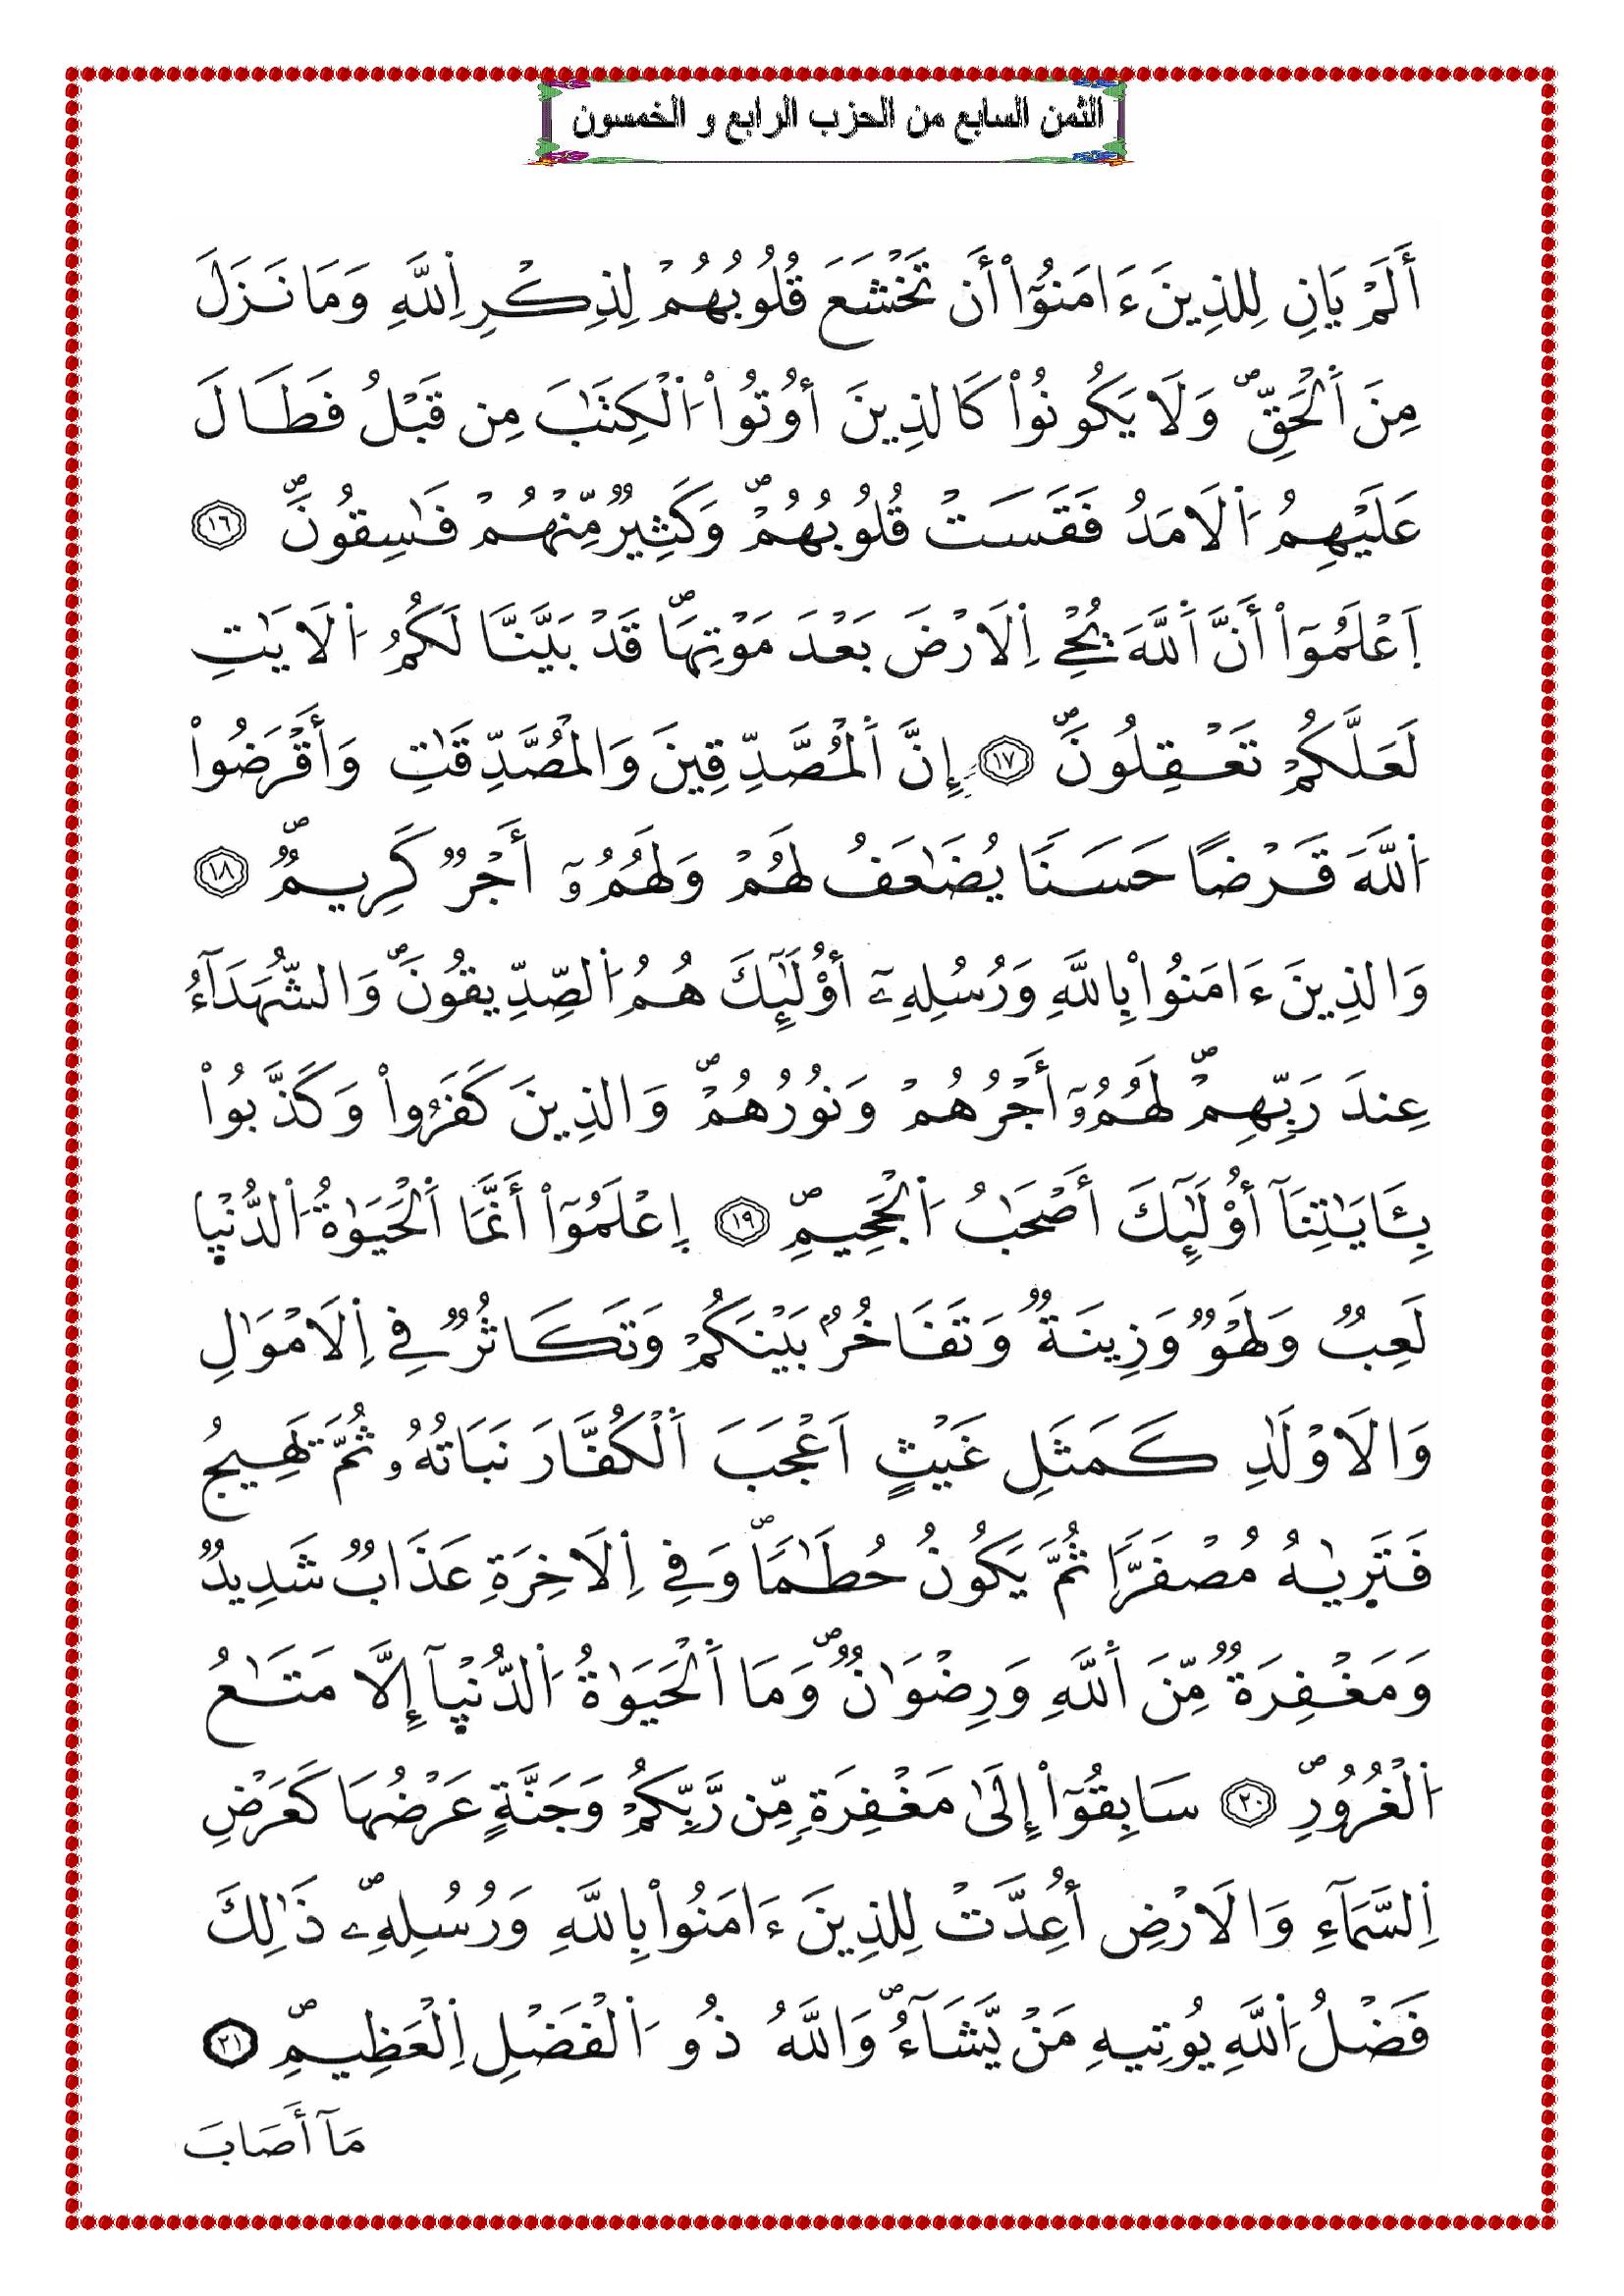 الثمن السابع من الحزب الرابع و الخمسون
أَلَمْ يَانِ لِلذِينَ ءَامَنُوٓاْ أَن تَخْشَعَ قُلُوبُهُمْ لِذِكْرِ اِ۬للَّهِ وَمَا نَزَلَ
مِنَ اَ۬لْحَقِّۖ وَلَا يَكُونُواْ كَالذِينَ أُوتُواْ اُ۬لْكِتَٰبَ مِن قَبْلُ فَطَالَ
عَلَيْهِمُ اُ۬لَامَدُ فَقَسَتْ قُلُوبُهُمْۖ وَكَثِيرٌ مِّنْهُمْ فَٰسِقُونَۖ ١٦
اَ۪عْلَمُوٓاْ أَنَّ اَ۬للَّهَ يُحْيِ اِ۬لَارْضَ بَعْدَ مَوْتِهَاۖ قَدْ بَيَّنَّا لَكُمُ اُ۬لَايَٰتِ
لَعَلَّكُمْ تَعْقِلُونَۖ ١٧ إِنَّ اَ۬لْمُصَّدِّقِينَ وَالْمُصَّدِّقَٰتِ وَأَقْرَضُواْ
اُ۬للَّهَ قَرْضًا حَسَنًا يُضَٰعَفُ لَهُمْ وَلَهُمُۥٓ أَجْرٌ كَرِيمٌۖ ١٨
وَالذِينَ ءَامَنُواْ بِاللَّهِ وَرُسُلِهِۦٓ أُوْلَٰٓئِكَ هُمُ اُ۬لصِّدِّيقُونَۖ وَالشُّهَدَآءُ
عِندَ رَبِّهِمْۖ لَهُمُۥٓ أَجْرُهُمْ وَنُورُهُمْۖ وَالذِينَ كَفَرُواْ وَكَذَّبُواْ
بِـَٔايَٰتِنَآ أُوْلَٰٓئِكَ أَصْحَٰبُ اُ۬لْجَحِيمِۖ ١٩ اِ۪عْلَمُوٓاْ أَنَّمَا اَ۬لْحَيَوٰةُ اُ۬لدُّنْيٜا
لَعِبٌ وَلَهْوٌ وَزِينَةٌ وَتَفَاخُرٌۢ بَيْنَكُمْ وَتَكَاثُرٌ فِي اِ۬لَامْوَٰلِ
وَالَاوْلَٰدِ كَمَثَلِ غَيْثٍ اَعْجَبَ اَ۬لْكُفَّارَ نَبَاتُهُۥ ثُمَّ يَهِيجُ
فَتَر۪يٰهُ مُصْفَرًّا ثُمَّ يَكُونُ حُطَٰمًاۖ وَفِي اِ۬لَاخِرَةِ عَذَابٌ شَدِيدٌ
وَمَغْفِرَةٌ مِّنَ اَ۬للَّهِ وَرِضْوَٰنٌۖ وَمَا اَ۬لْحَيَوٰةُ اُ۬لدُّنْيٜآ إِلَّا مَتَٰعُ
اُ۬لْغُرُورِۖ ٢٠ سَابِقُوٓاْ إِلَىٰ مَغْفِرَةٍ مِّن رَّبِّكُمْ وَجَنَّةٍ عَرْضُهَا كَعَرْضِ
اِ۬لسَّمَآءِ وَالَارْضِ أُعِدَّتْ لِلذِينَ ءَامَنُواْ بِاللَّهِ وَرُسُلِهِۦۖ ذَٰلِكَ
فَضْلُ اُ۬للَّهِ يُوتِيهِ مَنْ يَّشَآءُۖ وَاللَّهُ ذُو اُ۬لْفَضْلِ اِ۬لْعَظِيمِۖ ٢١
مَآ أَصَابَ